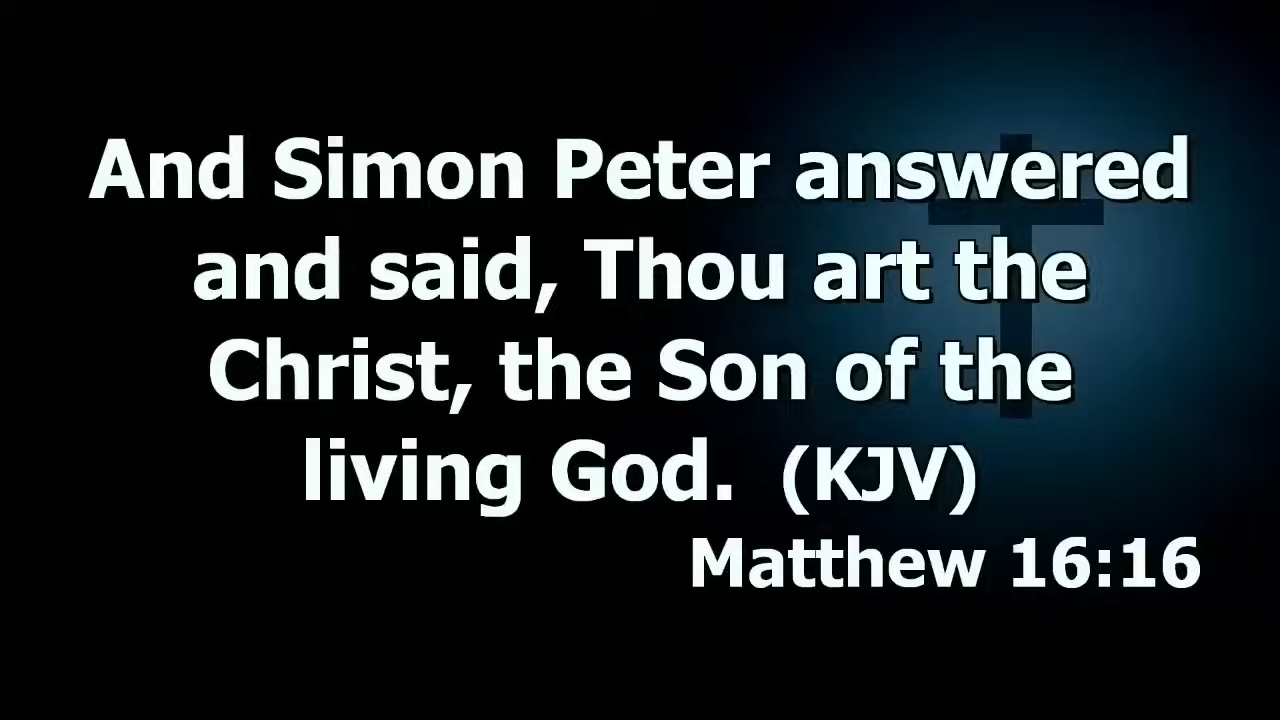 And Simon Peter answered
and said, Thou art the
Christ, the Son of the
living God. (KJV)
Matthew 16:16